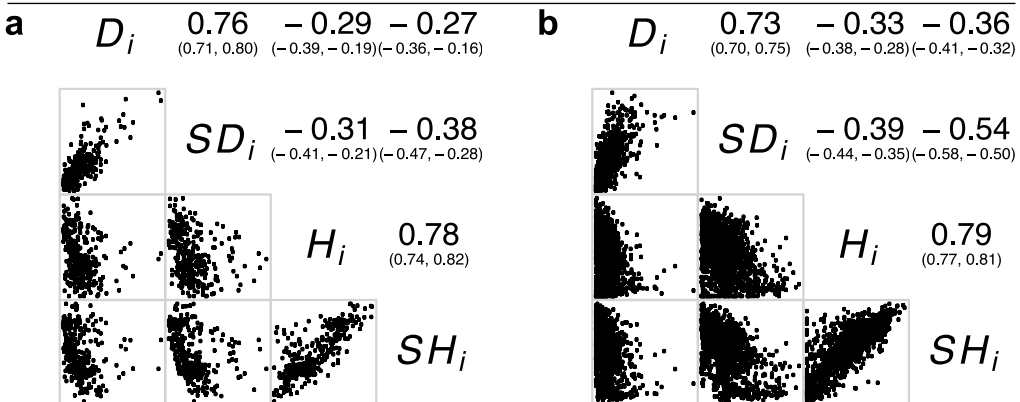 a
D_i 0.76 − 0.29 − 0.27
(0.71, 0.80) (− 0.39, − 0.19) (− 0.36, − 0.16)
SD_i − 0.31 − 0.38
(− 0.41, − 0.21) (− 0.47, − 0.28)
H_i 0.78
(0.74, 0.82)
SH_i
b
D_i 0.73 − 0.33 − 0.36
(0.70, 0.75) (− 0.38, − 0.28) (− 0.41, − 0.32)
SD_i − 0.39 − 0.54
(− 0.44, − 0.35) (− 0.58, − 0.50)
H_i 0.79
(0.77, 0.81)
SH_i